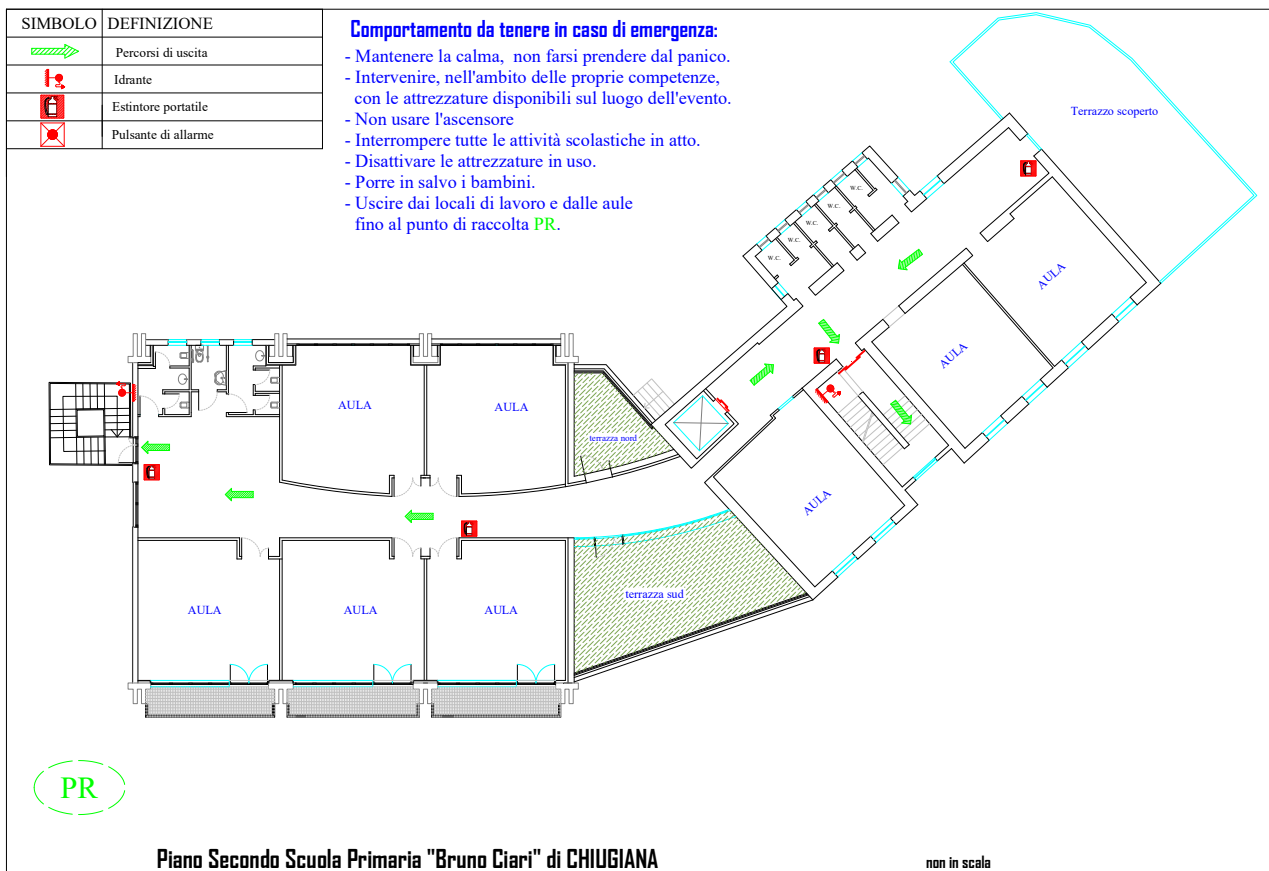 SIMBOLO DEFINIZIONE
Percorsi di uscita
Idrante
Estintore portatile
Pulsante di allarme
Comportamento da tenere in caso di emergenza:
- Mantenere la calma, non farsi prendere dal panico.
- Intervenire, nell'ambito delle proprie competenze,
con le attrezzature disponibili sul luogo dell'evento.
- Non usare l'ascensore
- Interrompere tutte le attività scolastiche in atto.
- Disattivare le attrezzature in uso.
- Porre in salvo i bambini.
- Uscire dai locali di lavoro e dalle aule
fino al punto di raccolta PR.
Terrazzo scoperto
W.C.
W.C.
W.C.
W.C.
W.C.
AULA
AULA
AULA
AULA
terrazza nord
AULA
terrazza sud
AULA
AULA
AULA
PR
Piano Secondo Scuola Primaria "Bruno Ciari" di CHIUGIANA
non in scala